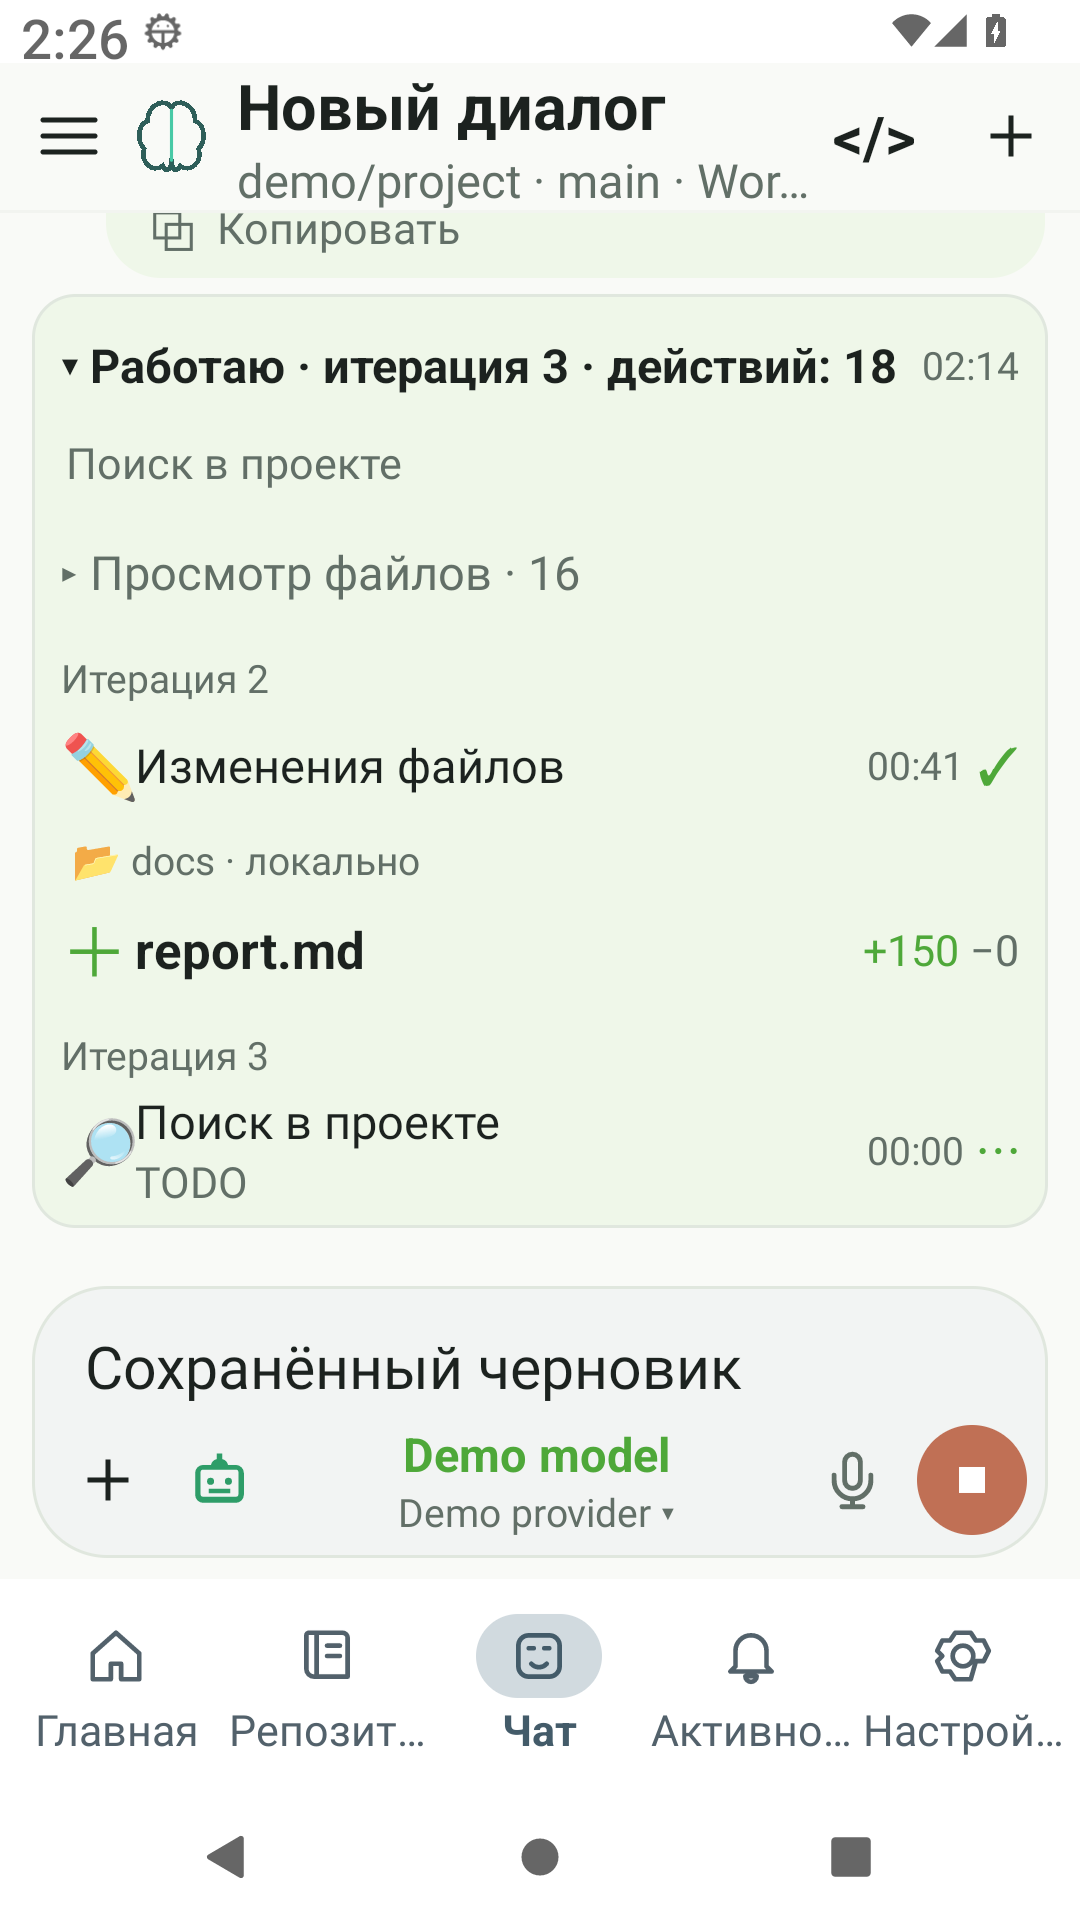 2:26
Новый диалог
demo/project · main · Wor...
</>
Копировать
▾ Работаю · итерация 3 · действий: 18 02:14
Поиск в проекте
▸ Просмотр файлов · 16
Итерация 2
Изменения файлов 00:41 ✓
docs · локально
report.md +150 −0
Итерация 3
Поиск в проекте
TODO
00:00 ...
Сохранённый черновик
Demo model
Demo provider ▾
Главная
Репозит...
Чат
Активно...
Настрой...